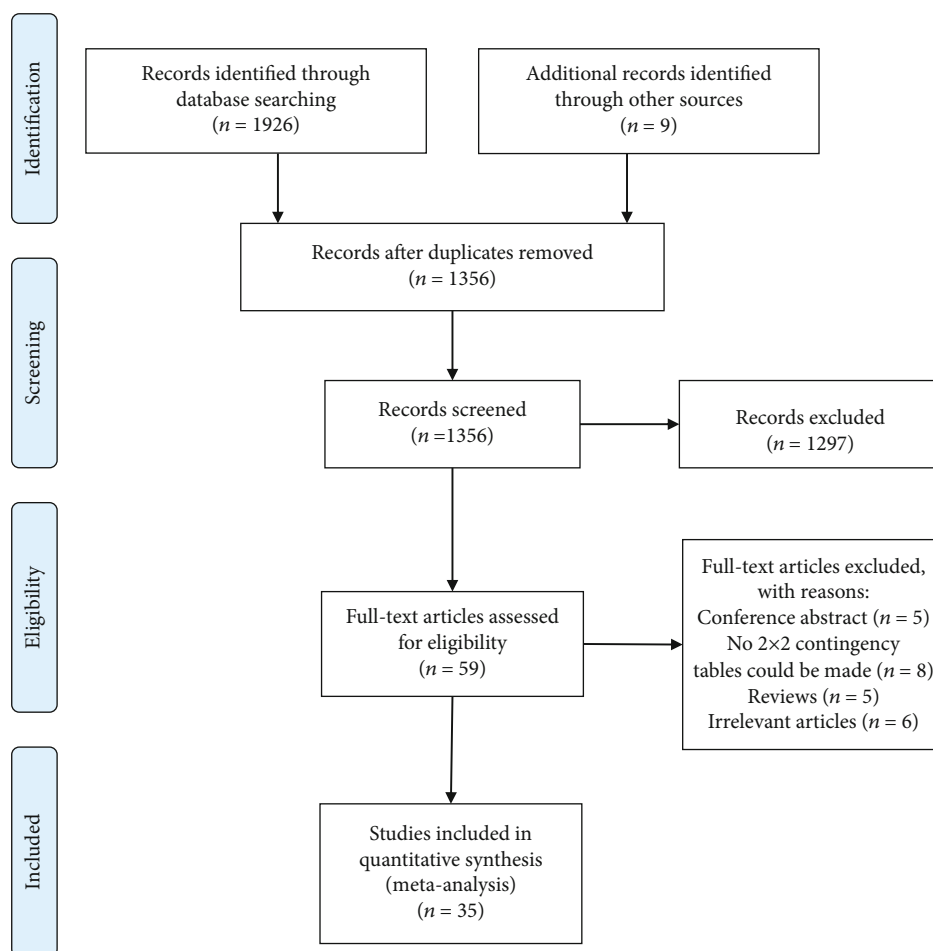 Identification
Records identified through
database searching
(n = 1926)
Additional records identified
through other sources
(n = 9)
Records after duplicates removed
(n = 1356)
Screening
Records screened
(n =1356)
Records excluded
(n = 1297)
Eligibility
Full-text articles assessed
for eligibility
(n = 59)
Full-text articles excluded,
with reasons:
Conference abstract (n = 5)
No 2×2 contingency
tables could be made (n = 8)
Reviews (n = 5)
Irrelevant articles (n = 6)
Included
Studies included in
quantitative synthesis
(meta-analysis)
(n = 35)